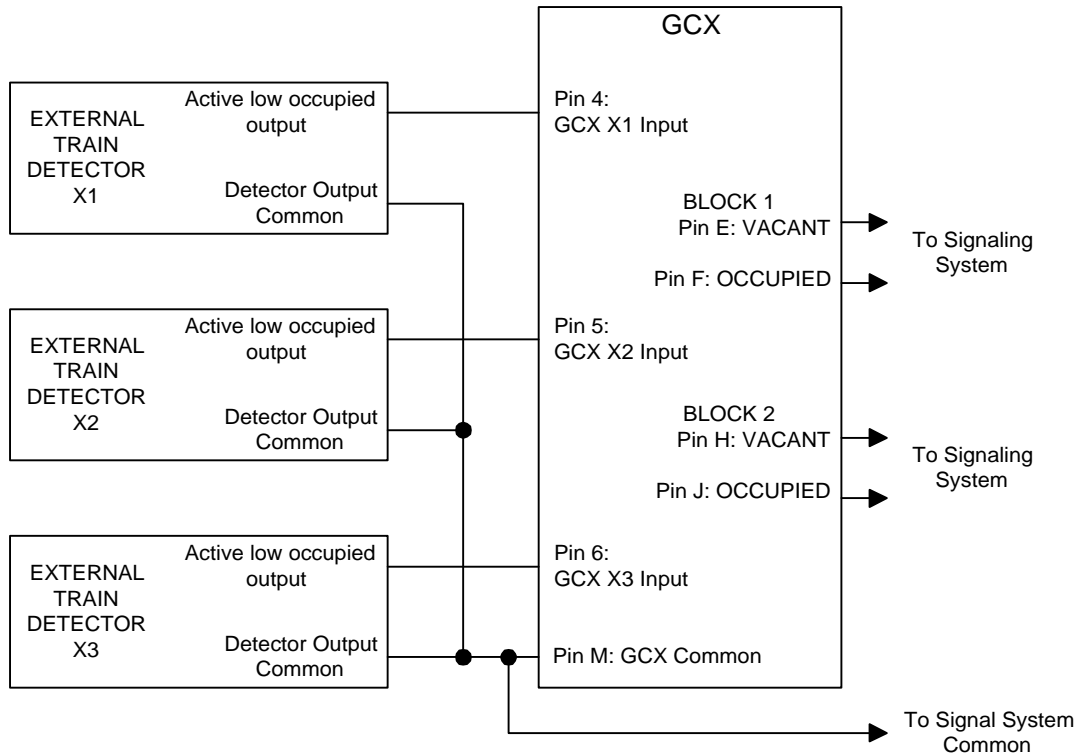 GCX
EXTERNAL
TRAIN
DETECTOR
X1
Active low occupied
output
Detector Output
Common
Pin 4:
GCX X1 Input
BLOCK 1
Pin E: VACANT
Pin F: OCCUPIED
To Signaling
System
EXTERNAL
TRAIN
DETECTOR
X2
Active low occupied
output
Detector Output
Common
Pin 5:
GCX X2 Input
BLOCK 2
Pin H: VACANT
Pin J: OCCUPIED
To Signaling
System
EXTERNAL
TRAIN
DETECTOR
X3
Active low occupied
output
Detector Output
Common
Pin 6:
GCX X3 Input
Pin M: GCX Common
To Signal System
Common